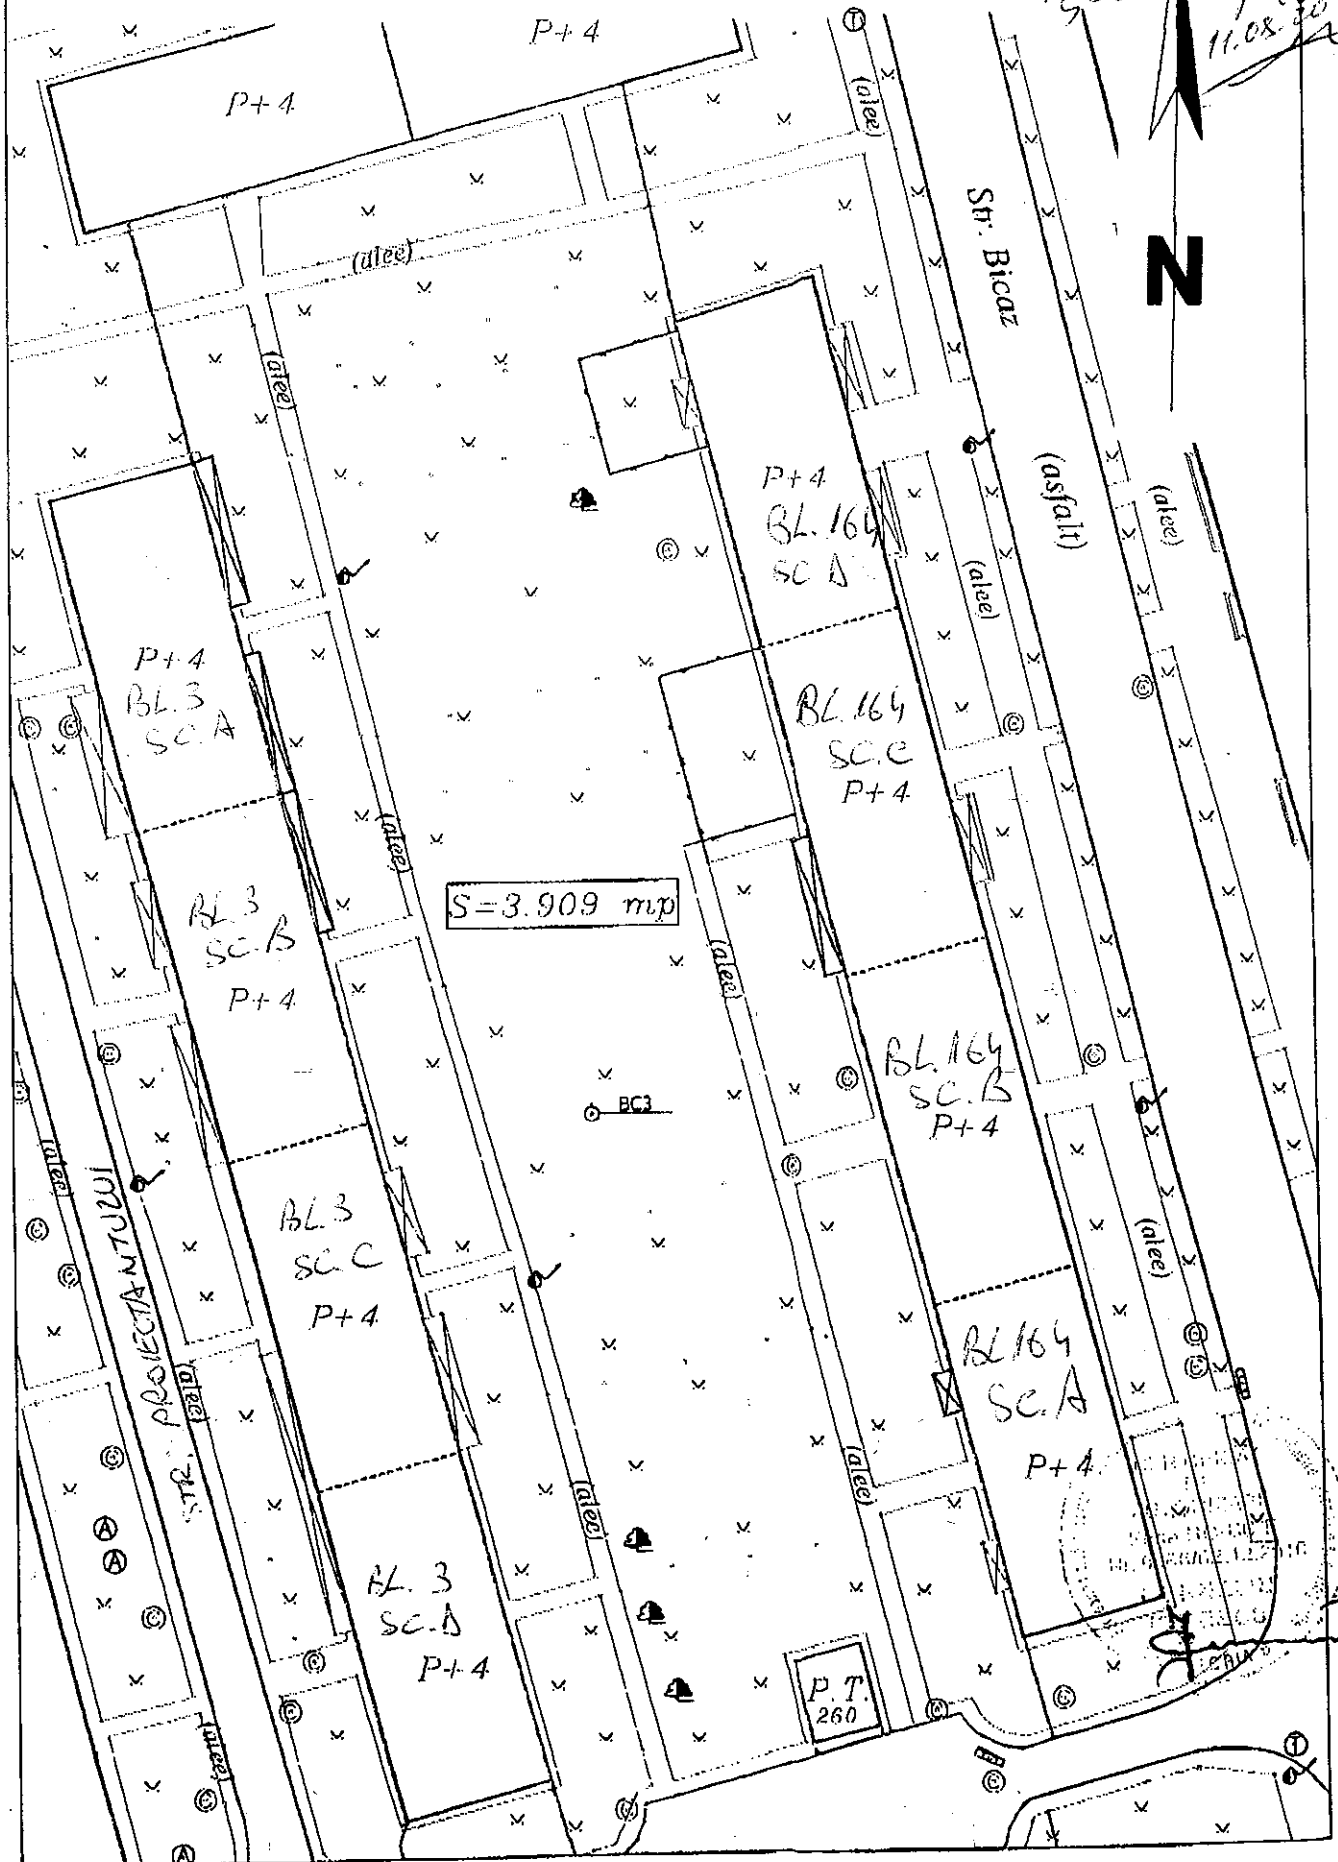 P+4
P+4
11.08.20
(alee)
Str. Bicaz
N
(alee)
(alee)
(asfalt)
(alee)
(alee)
P+4
BL. 164
SC D
P+4
BL. 3
SC. A
BL. 164
SC. C
P+4
(alee)
S=3.909 mp
BL 3
SC. B
P+4
(alee)
BL. 164
SC. B
P+4
BC3
(alee)
STR. PROIECTANTULUI
(alee)
BL. 3
SC. C
P+4
(alee)
BL 164
SC. A
P+4
(alee)
(alee)
BL. 3
SC. D
P+4
P.T.
260
(alee)
T
T
A
A
A